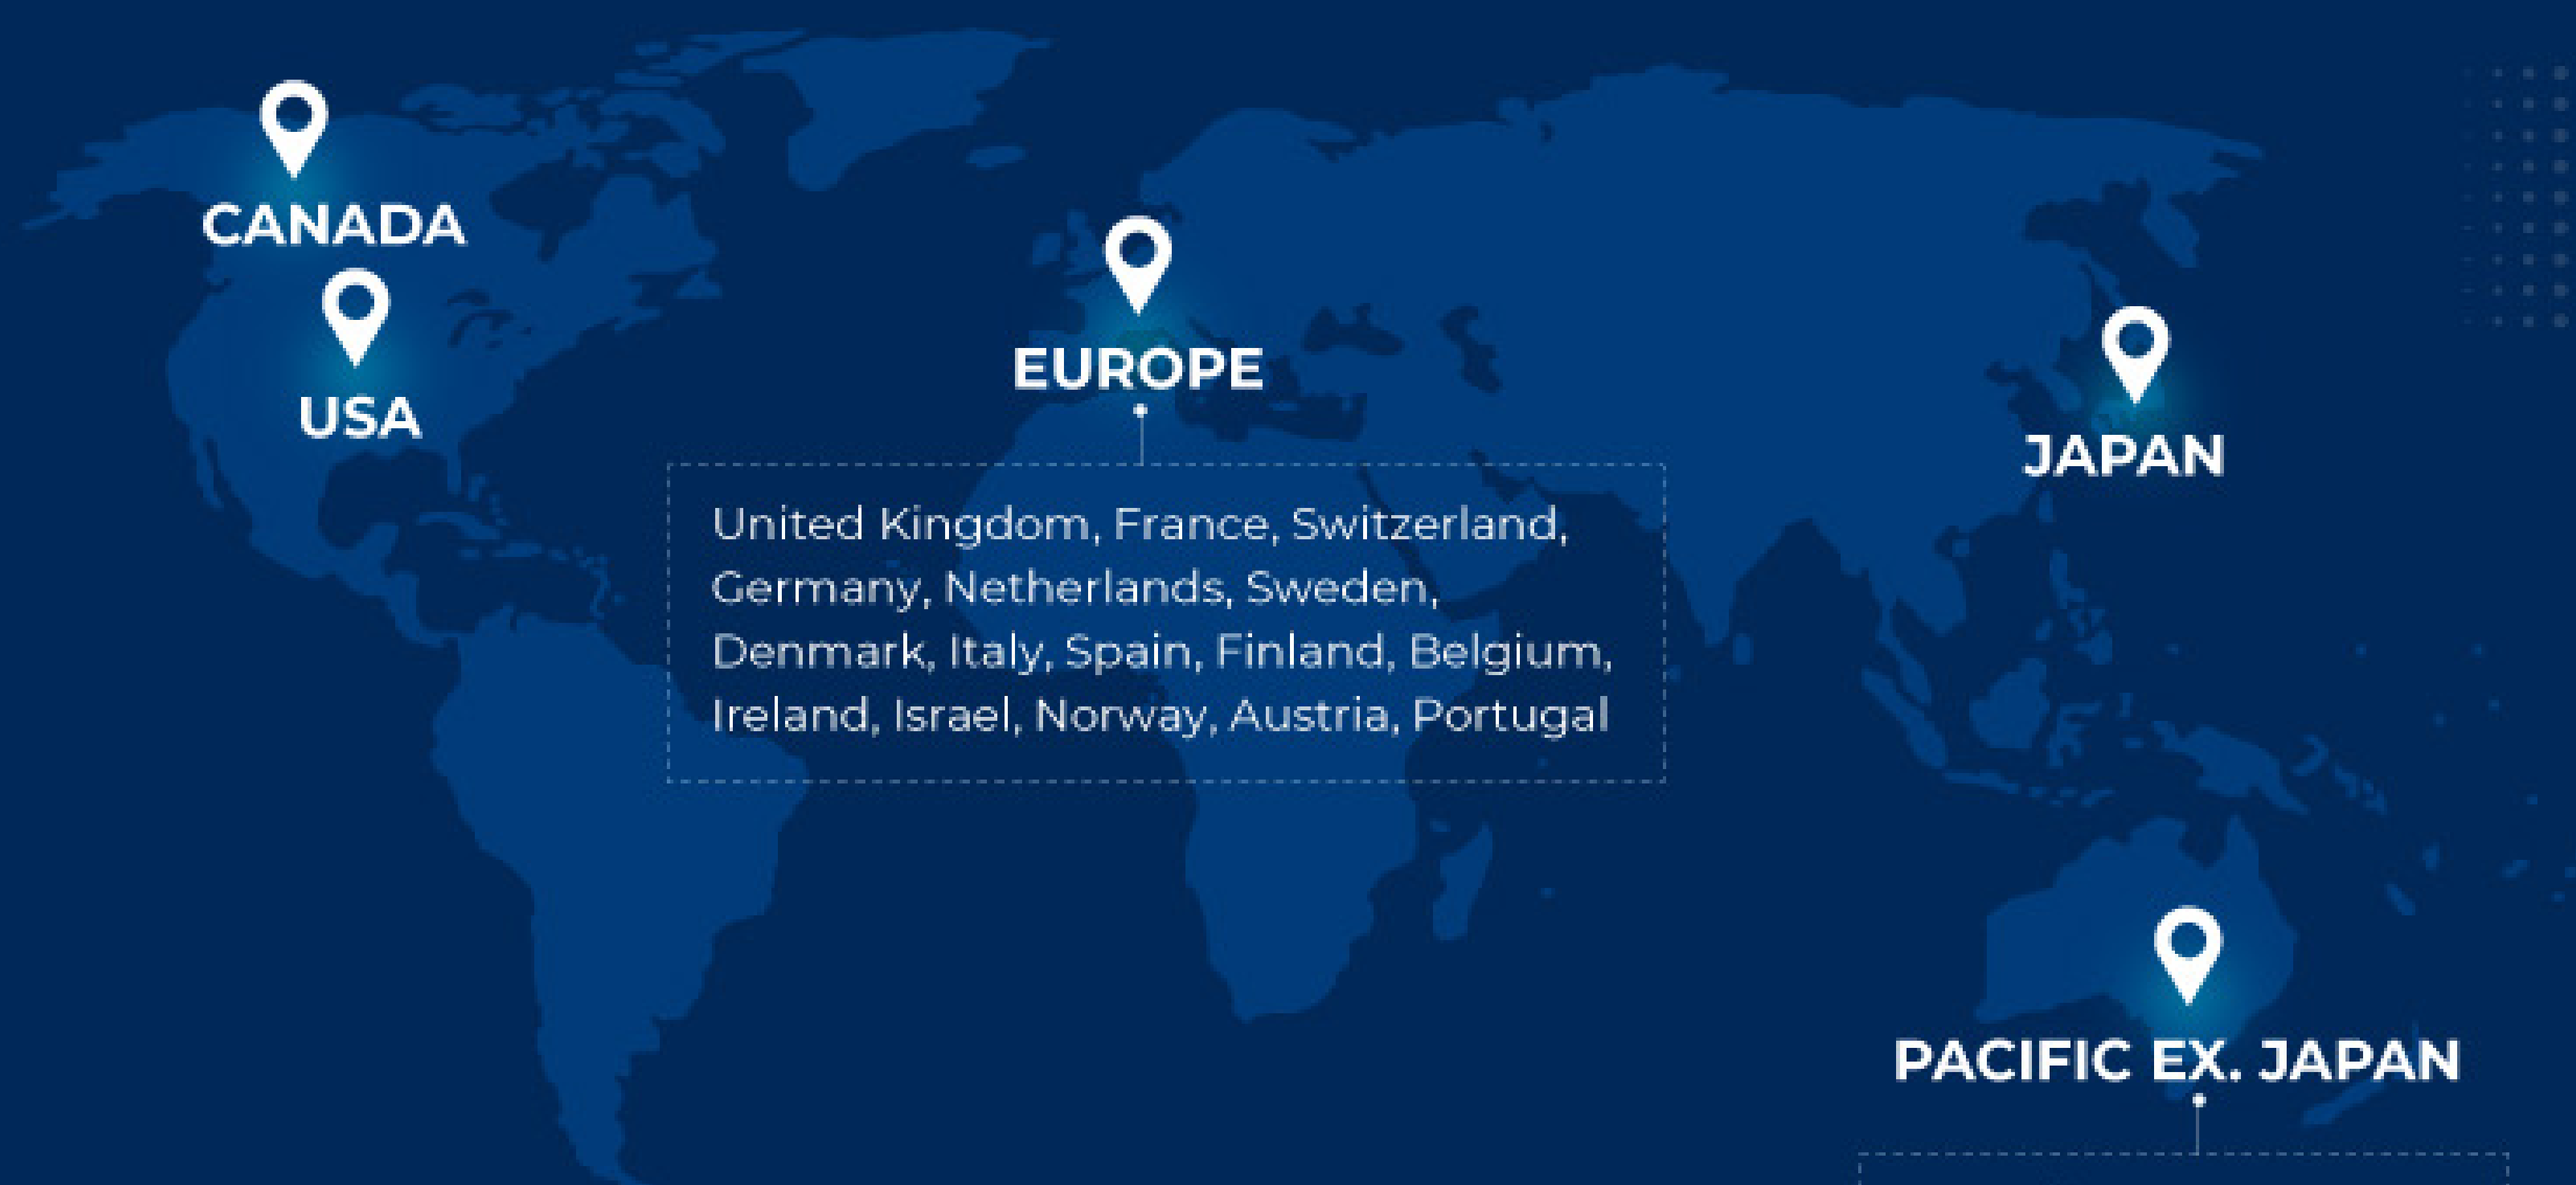 CANADA
USA
EUROPE
United Kingdom, France, Switzerland,
Germany, Netherlands, Sweden,
Denmark, Italy, Spain, Finland, Belgium,
Ireland, Israel, Norway, Austria, Portugal
JAPAN
PACIFIC EX. JAPAN